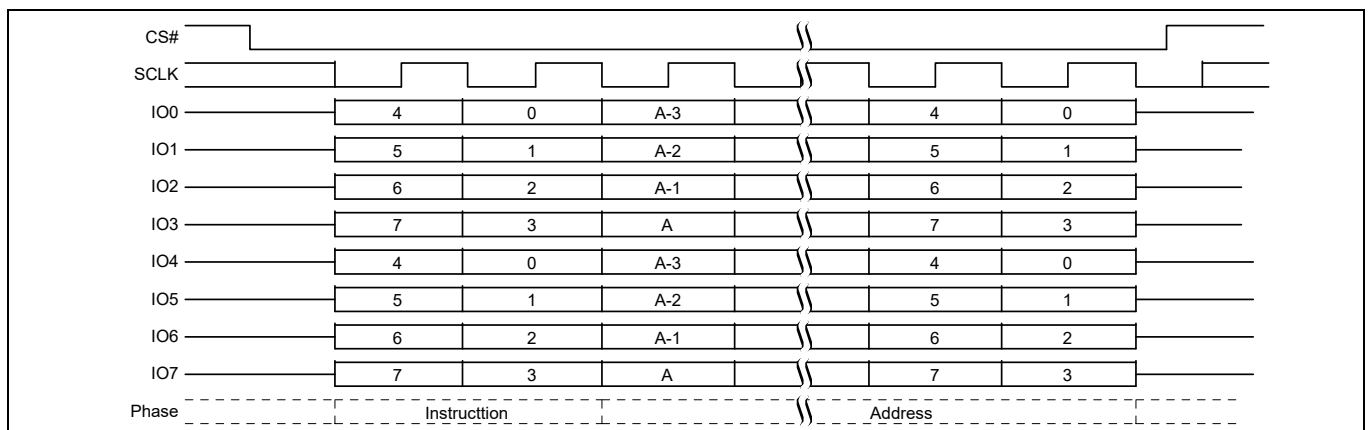 CS#
SCLK
IO0 4 0 A-3 4 0
IO1 5 1 A-2 5 1
IO2 6 2 A-1 6 2
IO3 7 3 A 7 3
IO4 4 0 A-3 4 0
IO5 5 1 A-2 5 1
IO6 6 2 A-1 6 2
IO7 7 3 A 7 3
Phase Instructtion Address